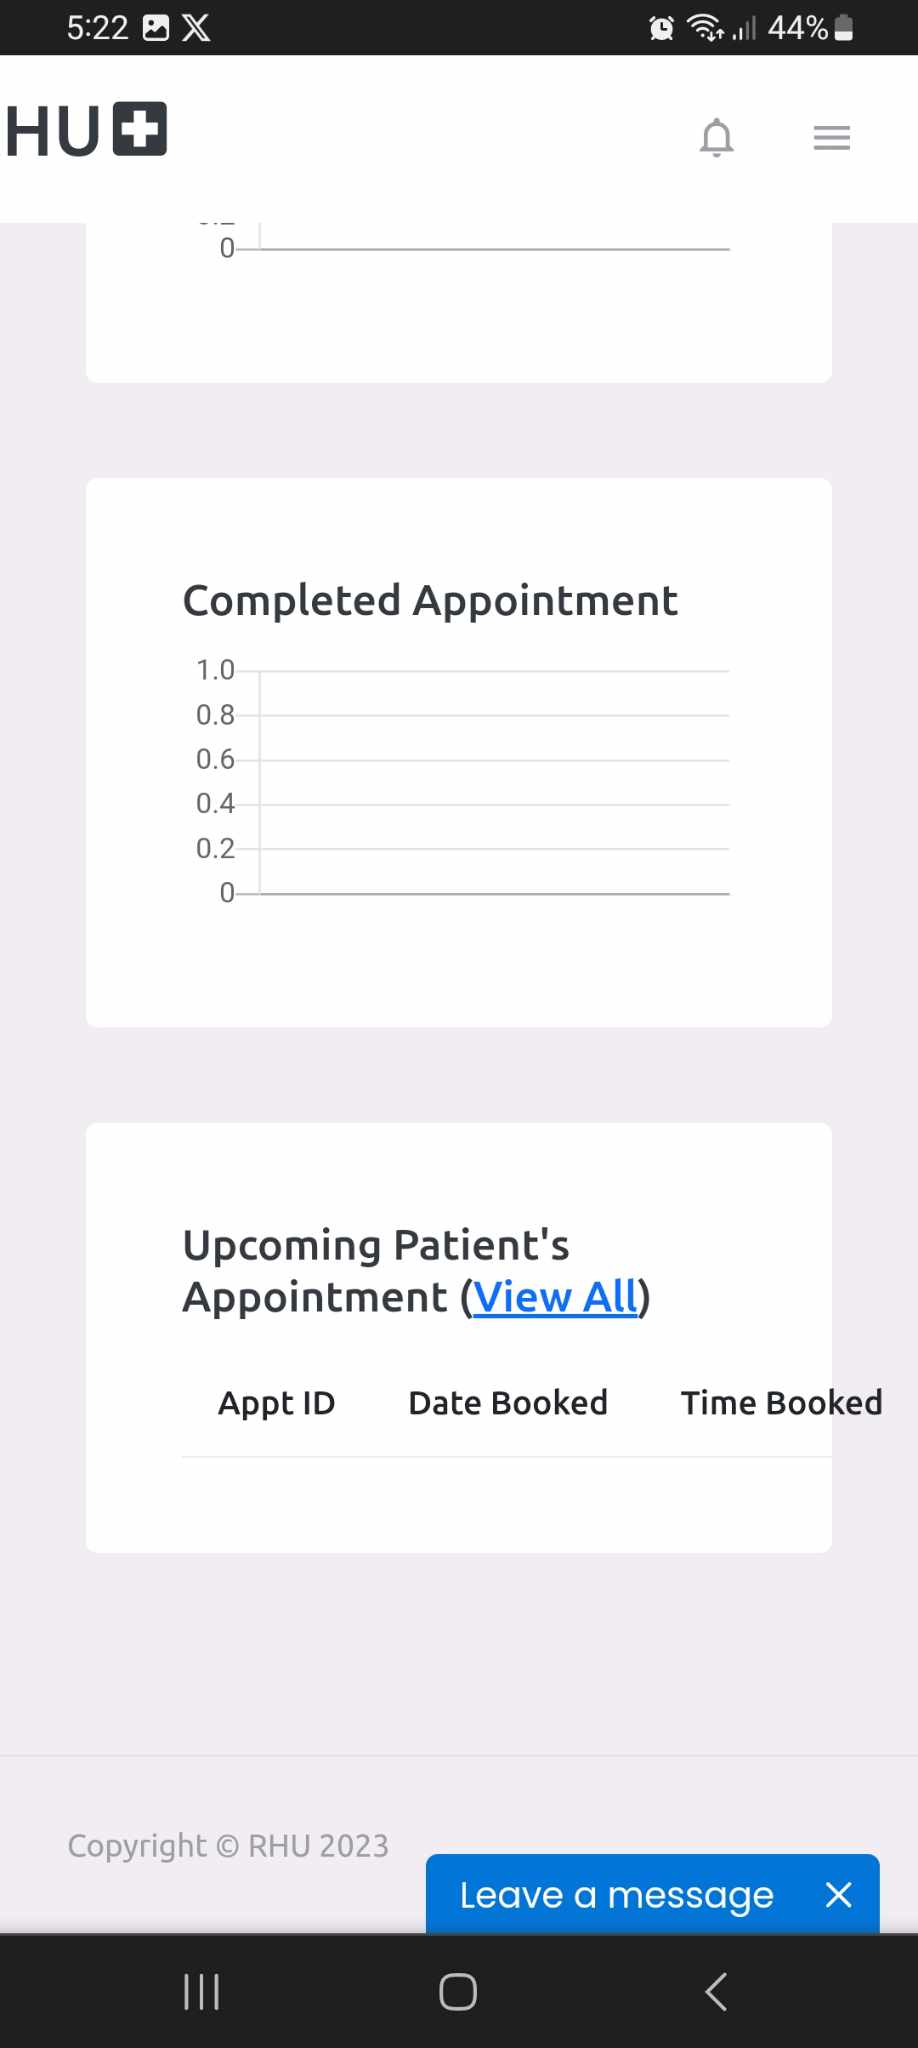 5:22
44%
HU
0
Completed Appointment
1.0
0.8
0.6
0.4
0.2
0
Upcoming Patient's
Appointment (View All)
Appt ID Date Booked Time Booked
Copyright © RHU 2023
Leave a message